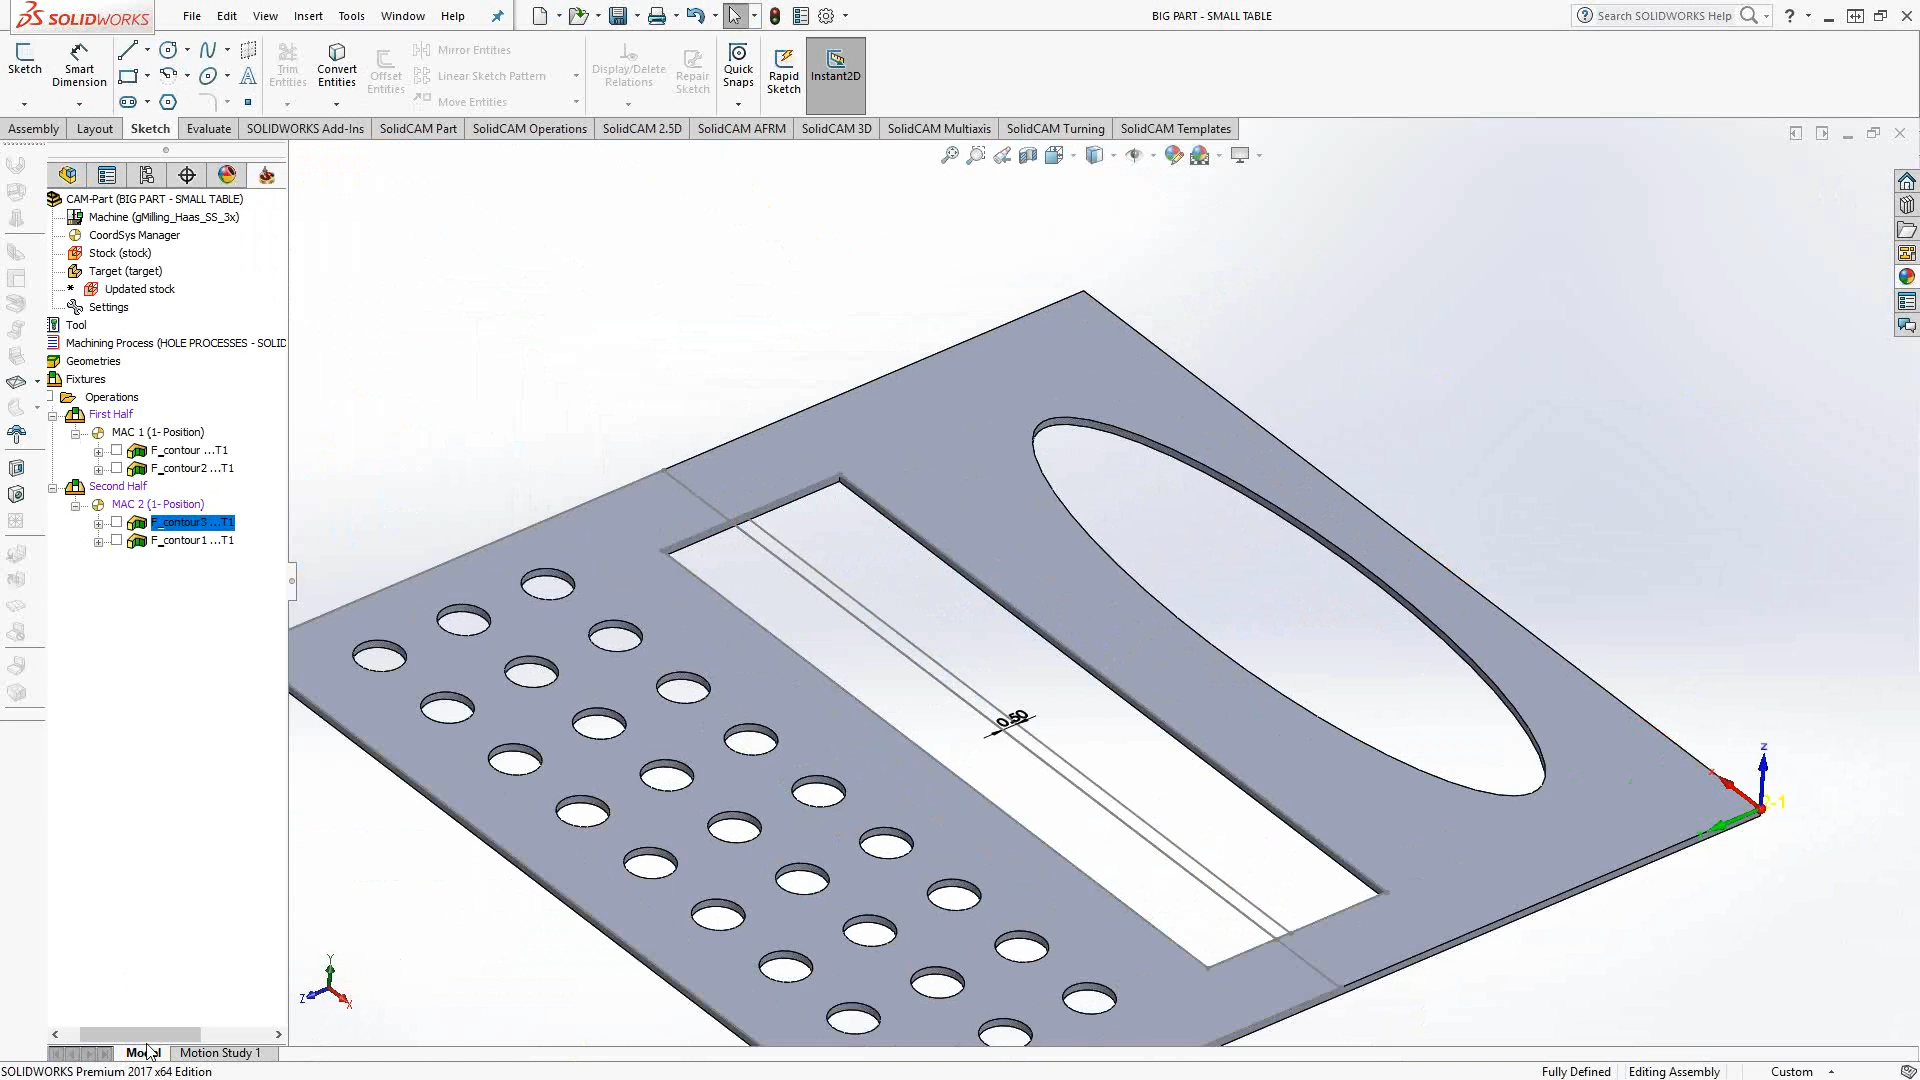 SOLIDWORKS
File Edit View Insert Tools Window Help
BIG PART - SMALL TABLE
Search SOLIDWORKS Help
Sketch
Smart Dimension
Trim Entities
Convert Entities
Offset Entities
Mirror Entities
Linear Sketch Pattern
Move Entities
Display/Delete Relations
Repair Sketch
Quick Snaps
Rapid Sketch
Instant2D
Assembly Layout Sketch Evaluate SOLIDWORKS Add-Ins SolidCAM Part SolidCAM Operations SolidCAM 2.5D SolidCAM AFRM SolidCAM 3D SolidCAM Multiaxis SolidCAM Turning SolidCAM Templates
CAM-Part (BIG PART - SMALL TABLE)
Machine (gMilling_Haas_SS_3x)
CoordSys Manager
Stock (stock)
Target (target)
* Updated stock
Settings
Tool
Machining Process (HOLE PROCESSES - SOLID
Geometries
Fixtures
Operations
First Half
MAC 1 (1- Position)
F_contour ...T1
F_contour2 ...T1
Second Half
MAC 2 (1- Position)
F_contour3 ...T1
F_contour1 ...T1
0.50
z
2-1
Y
Z
X
Model Motion Study 1
SOLIDWORKS Premium 2017 x64 Edition
Fully Defined Editing Assembly Custom